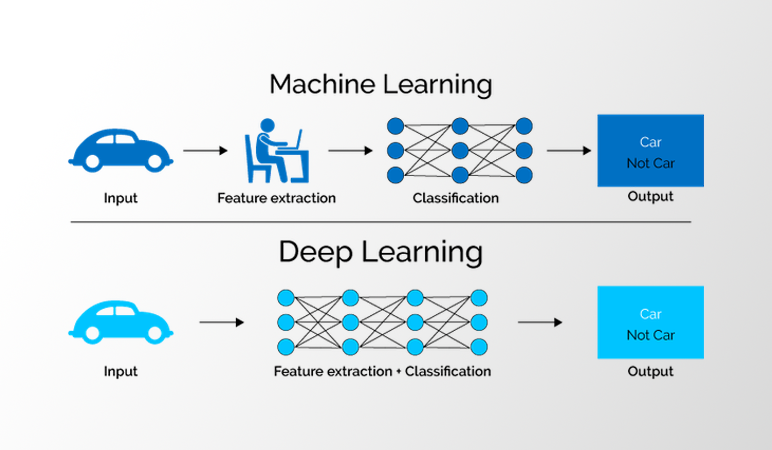 Machine Learning
Car
Not Car
Input
Feature extraction
Classification
Output
Deep Learning
Car
Not Car
Input
Feature extraction + Classification
Output